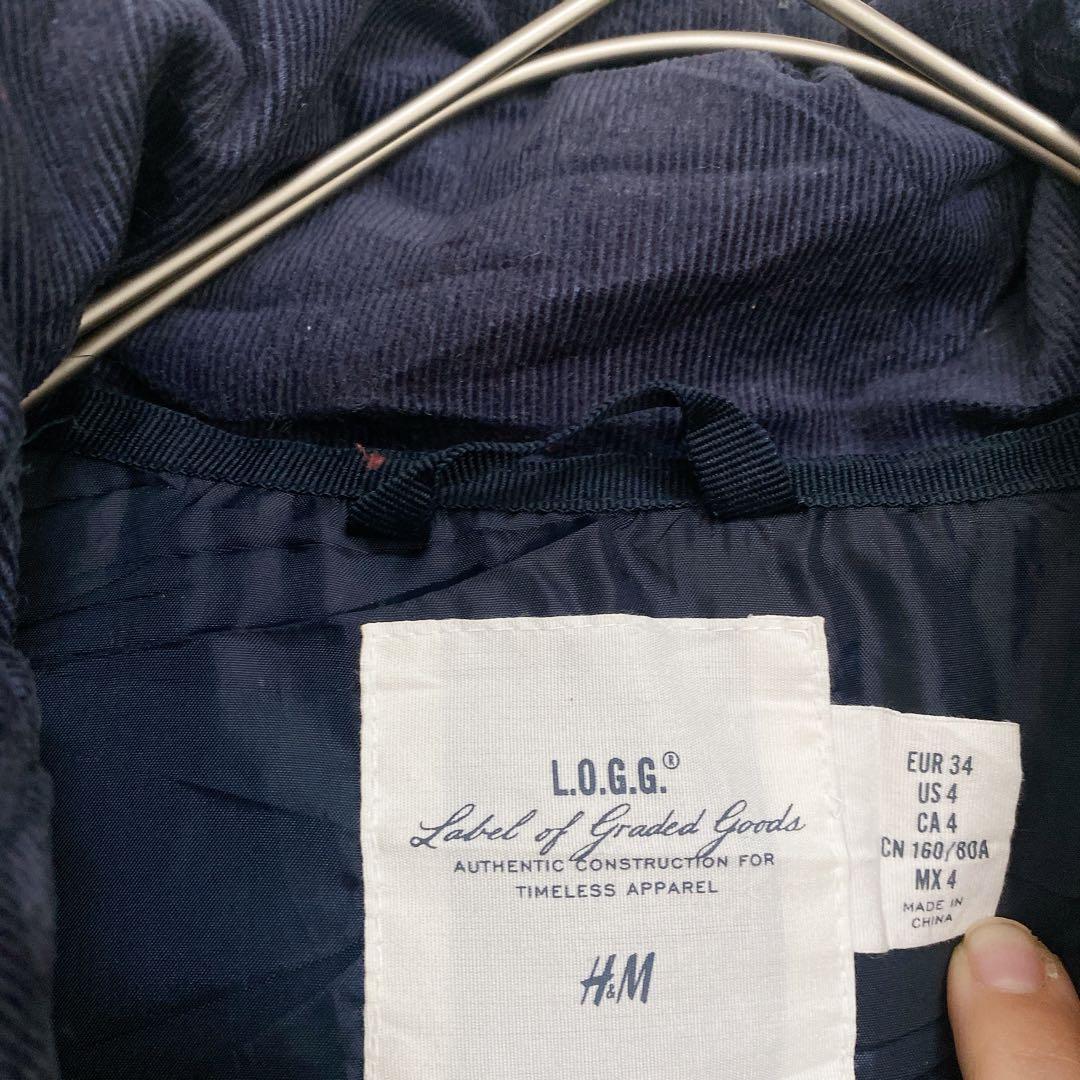 L.O.G.G.®
Label of Graded Goods
AUTHENTIC CONSTRUCTION FOR
TIMELESS APPAREL
H&M
EUR 34
US 4
CA 4
CN 160/80A
MX 4
MADE IN
CHINA